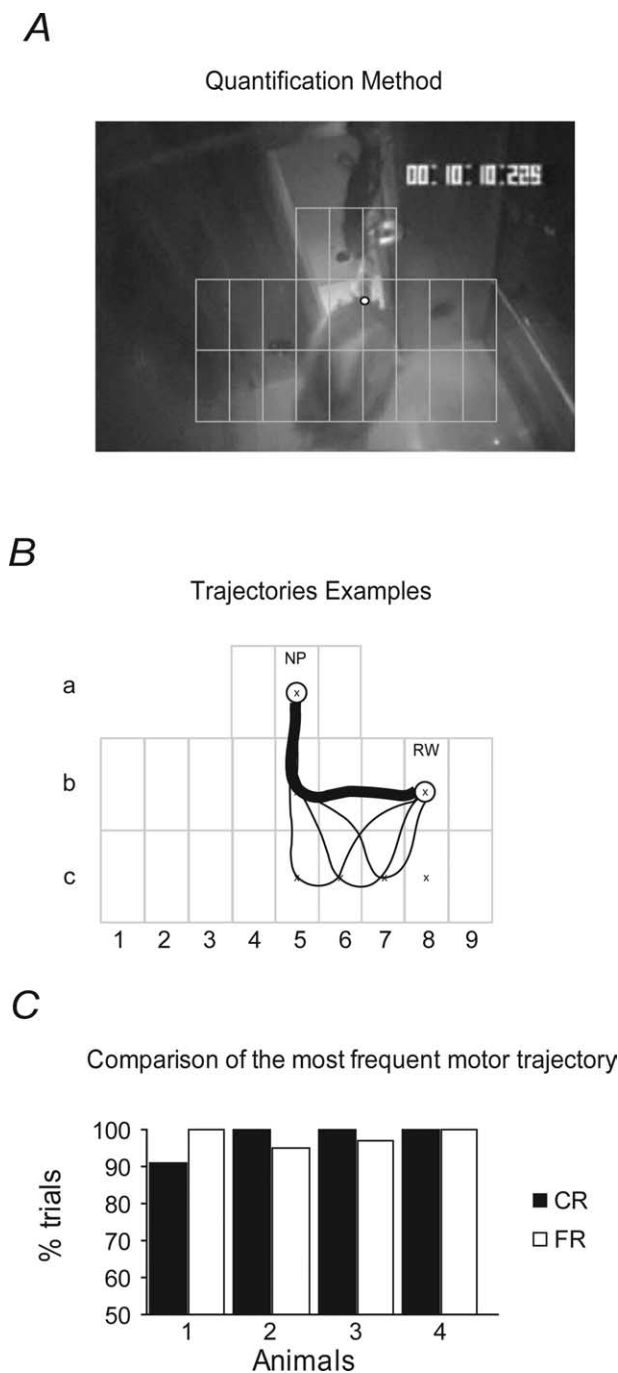 A
Quantification Method
00:10:10.225
B
Trajectories Examples
NP
a
RW
b
c
1 2 3 4 5 6 7 8 9
C
Comparison of the most frequent motor trajectory
100
90
80
70
60
50
% trials
1 2 3 4
Animals
CR
FR